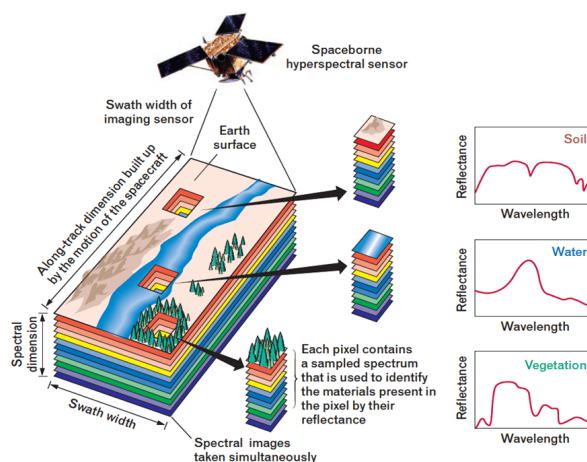 Spaceborne
hyperspectral sensor
Swath width of
imaging sensor
Earth
surface
Along-track dimension built up
by the motion of the spacecraft
Soil
Reflectance
Wavelength
Water
Reflectance
Wavelength
Spectral
dimension
Each pixel contains
a sampled spectrum
that is used to identify
the materials present in
the pixel by their
reflectance
Vegetation
Reflectance
Wavelength
Swath width
Spectral images
taken simultaneously